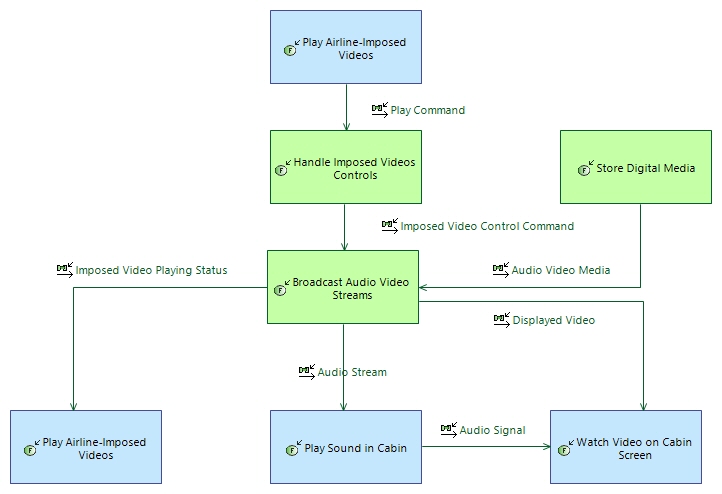 Play Airline-Imposed
Videos
Play Command
Handle Imposed Videos
Controls
Store Digital Media
Imposed Video Control Command
Imposed Video Playing Status
Broadcast Audio Video
Streams
Audio Video Media
Displayed Video
Audio Stream
Play Airline-Imposed
Videos
Play Sound in Cabin
Audio Signal
Watch Video on Cabin
Screen